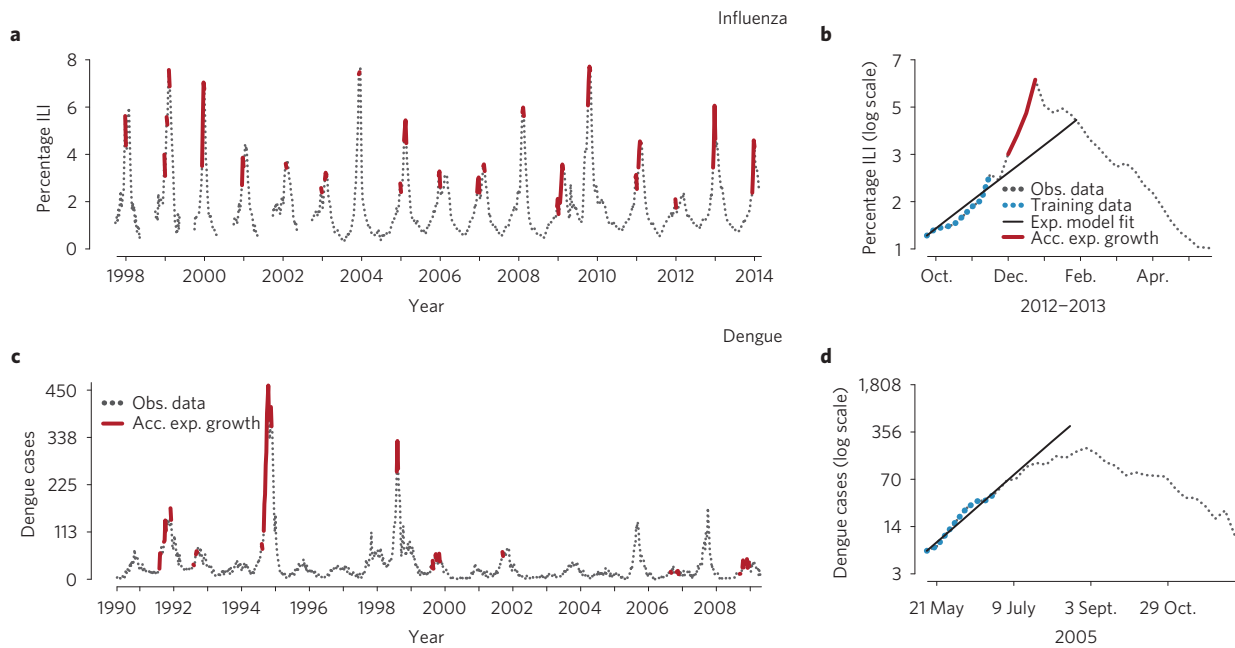 Influenza
a
8
6
4
2
0
Percentage ILI
1998 2000 2002 2004 2006 2008 2010 2012 2014
Year
b
7
5
3
2
1
Percentage ILI (log scale)
Obs. data
Training data
Exp. model fit
Acc. exp. growth
Oct. Dec. Feb. Apr.
2012–2013
Dengue
c
450
338
225
113
0
Dengue cases
Obs. data
Acc. exp. growth
1990 1992 1994 1996 1998 2000 2002 2004 2006 2008
Year
d
1,808
356
70
14
3
Dengue cases (log scale)
21 May 9 July 3 Sept. 29 Oct.
2005